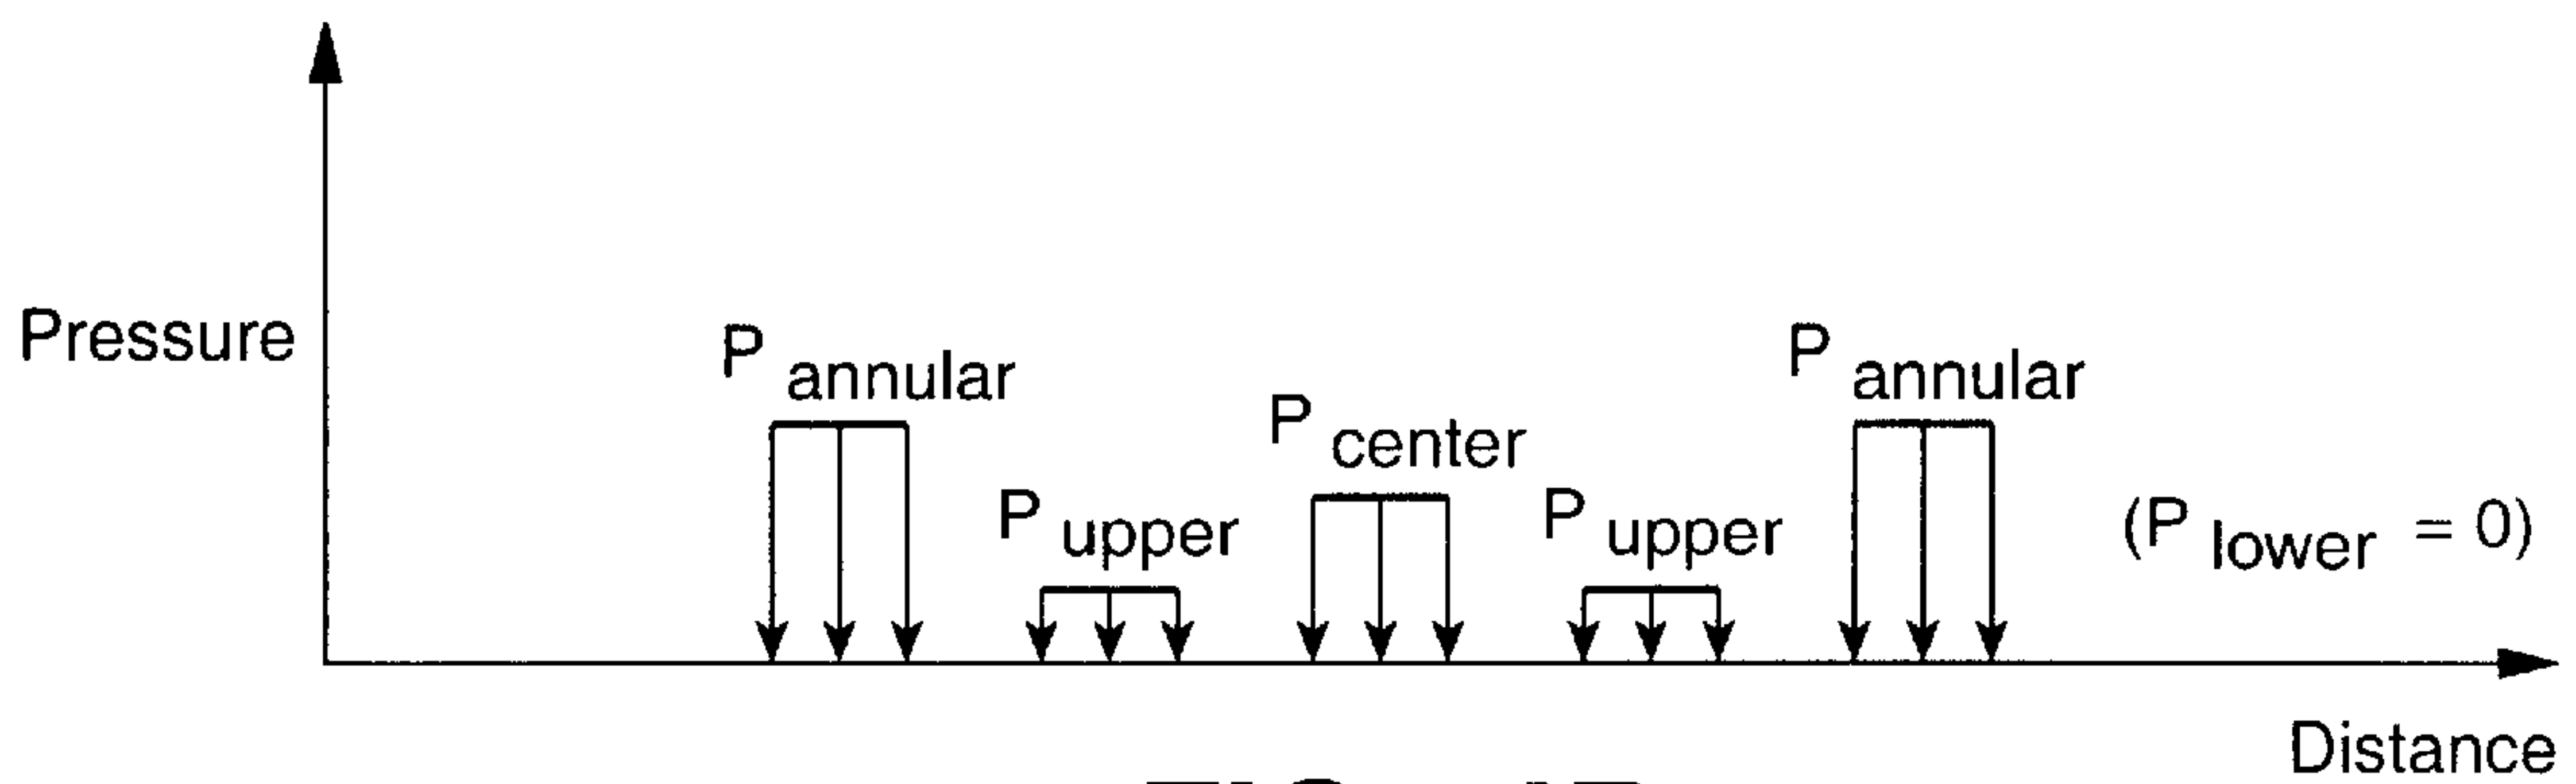 Pressure
P annular
P upper
P center
P upper
P annular
(P lower = 0)
Distance